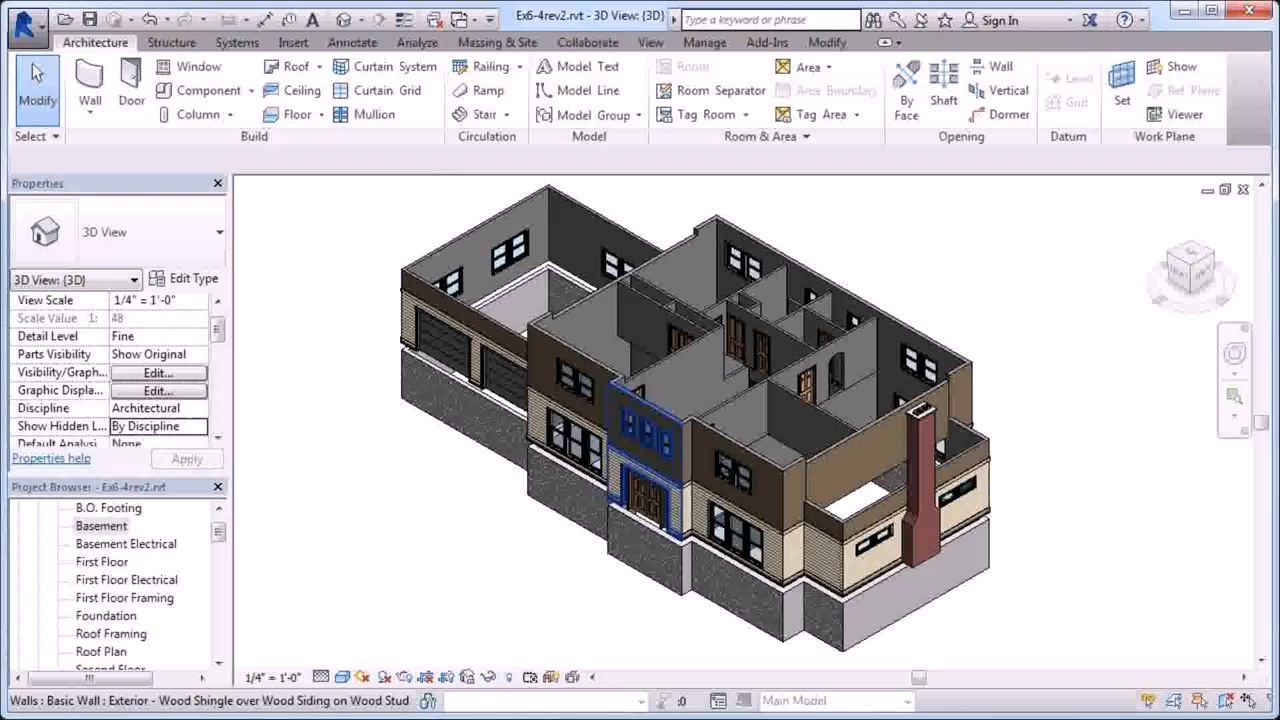 Ex6-4rev2.rvt - 3D View: {3D}
Type a keyword or phrase
Sign In
Architecture Structure Systems Insert Annotate Analyze Massing & Site Collaborate View Manage Add-Ins Modify
Modify
Wall
Door
Window
Component
Column
Roof
Ceiling
Floor
Curtain System
Curtain Grid
Mullion
Railing
Ramp
Stair
Model Text
Model Line
Model Group
Room
Room Separator
Tag Room
Area
Area Boundary
Tag Area
By Face
Shaft
Wall
Vertical
Dormer
Level
Grid
Set
Show
Ref Plane
Viewer
Select Build Circulation Model Room & Area Opening Datum Work Plane
Properties
3D View
3D View: {3D} Edit Type
View Scale 1/4" = 1'-0"
Scale Value 1: 48
Detail Level Fine
Parts Visibility Show Original
Visibility/Graph... Edit...
Graphic Displa... Edit...
Discipline Architectural
Show Hidden L... By Discipline
Default Analysi None
Properties help Apply
Project Browser - Ex6-4rev2.rvt
B.O. Footing
Basement
Basement Electrical
First Floor
First Floor Electrical
First Floor Framing
Foundation
Roof Framing
Roof Plan
Second Floor
1/4" = 1'-0"
Walls : Basic Wall : Exterior - Wood Shingle over Wood Siding on Wood Stud
:0
Main Model